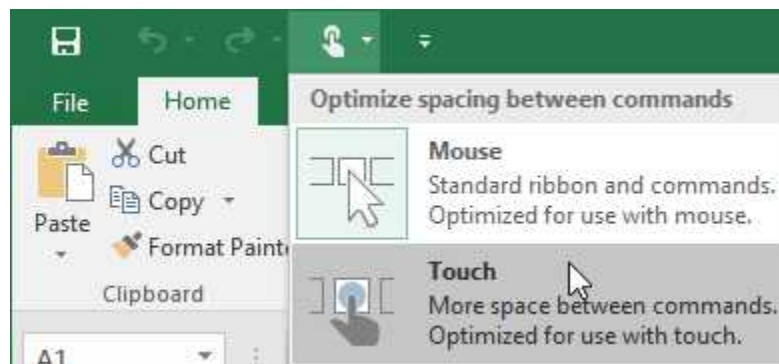 File Home
Optimize spacing between commands
Cut
Copy
Paste
Format Painte
Clipboard
Mouse
Standard ribbon and commands.
Optimized for use with mouse.
Touch
More space between commands.
Optimized for use with touch.
A1